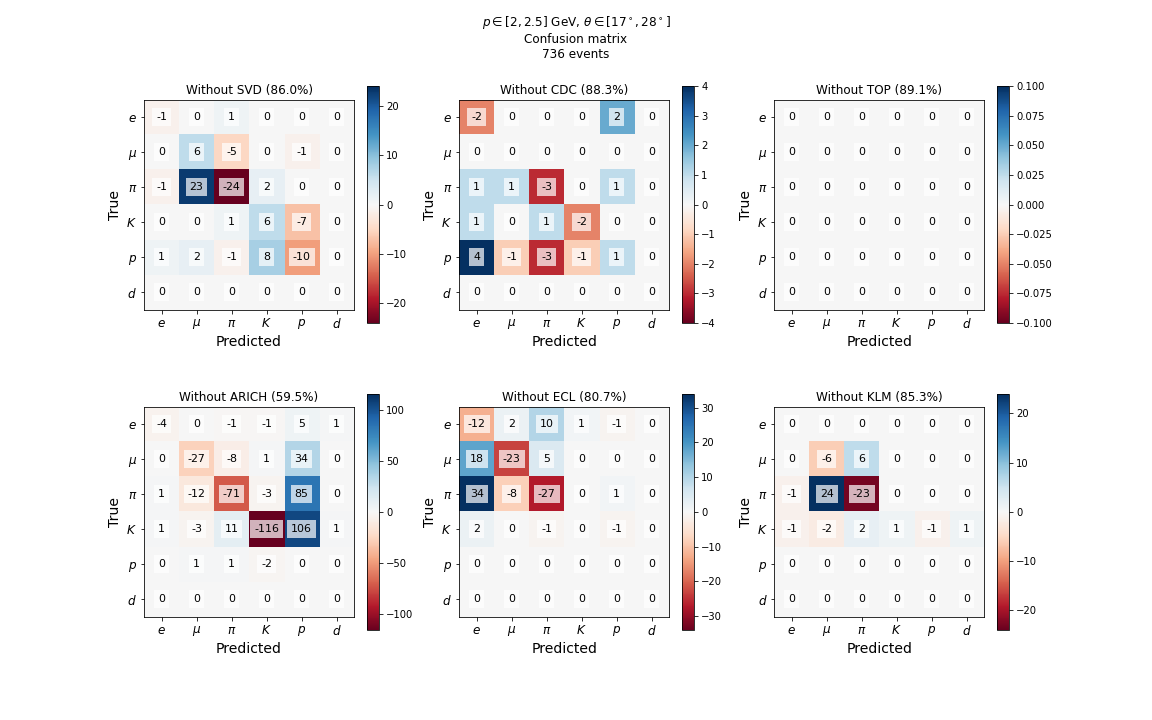 p ∈ [2, 2.5] GeV, θ ∈ [17°, 28°]
Confusion matrix
736 events
Without SVD (86.0%)
True
e -1 0 1 0 0 0
μ 0 6 -5 0 -1 0
π -1 23 -24 2 0 0
K 0 0 1 6 -7 0
p 1 2 -1 8 -10 0
d 0 0 0 0 0 0
e μ π K p d
Predicted
20
10
0
−10
−20
Without CDC (88.3%)
True
e -2 0 0 0 2 0
μ 0 0 0 0 0 0
π 1 1 -3 0 1 0
K 1 0 1 -2 0 0
p 4 -1 -3 -1 1 0
d 0 0 0 0 0 0
e μ π K p d
Predicted
4
3
2
1
0
−1
−2
−3
−4
Without TOP (89.1%)
True
e 0 0 0 0 0 0
μ 0 0 0 0 0 0
π 0 0 0 0 0 0
K 0 0 0 0 0 0
p 0 0 0 0 0 0
d 0 0 0 0 0 0
e μ π K p d
Predicted
0.100
0.075
0.050
0.025
0.000
−0.025
−0.050
−0.075
−0.100
Without ARICH (59.5%)
True
e -4 0 -1 -1 5 1
μ 0 -27 -8 1 34 0
π 1 -12 -71 -3 85 0
K 1 -3 11 -116 106 1
p 0 1 1 -2 0 0
d 0 0 0 0 0 0
e μ π K p d
Predicted
100
50
0
−50
−100
Without ECL (80.7%)
True
e -12 2 10 1 -1 0
μ 18 -23 5 0 0 0
π 34 -8 -27 0 1 0
K 2 0 -1 0 -1 0
p 0 0 0 0 0 0
d 0 0 0 0 0 0
e μ π K p d
Predicted
30
20
10
0
−10
−20
−30
Without KLM (85.3%)
True
e 0 0 0 0 0 0
μ 0 -6 6 0 0 0
π -1 24 -23 0 0 0
K -1 -2 2 1 -1 1
p 0 0 0 0 0 0
d 0 0 0 0 0 0
e μ π K p d
Predicted
20
10
0
−10
−20